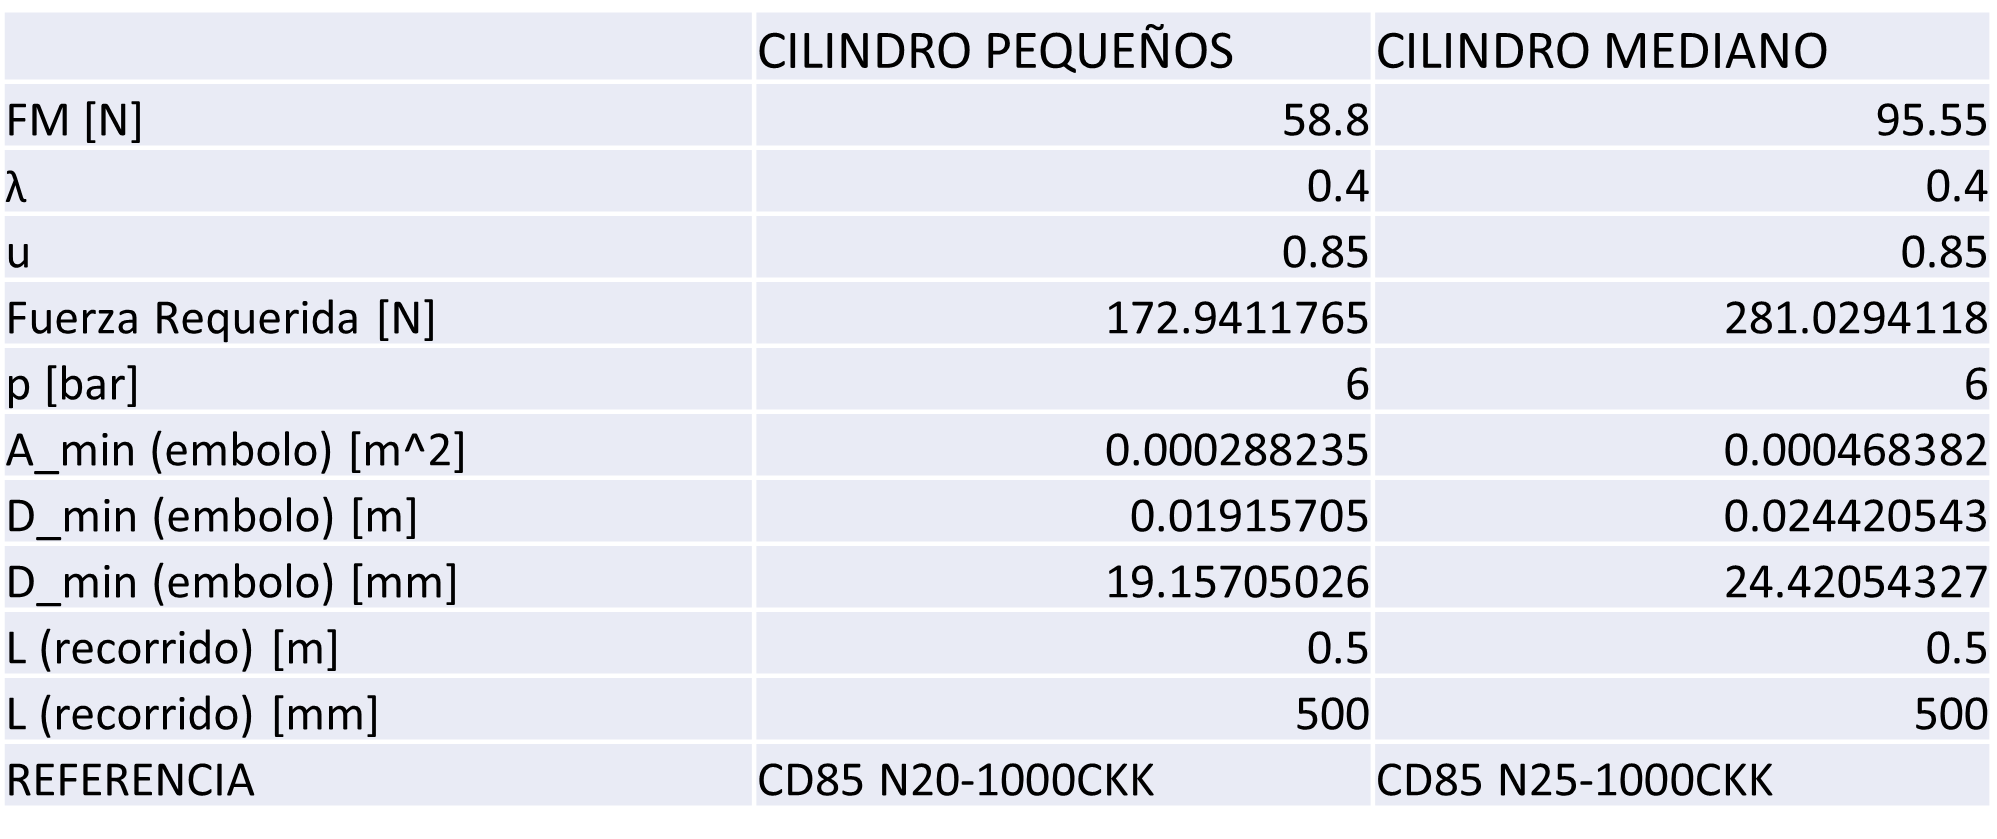 CILINDRO PEQUEÑOS CILINDRO MEDIANO
FM [N] 58.8 95.55
λ 0.4 0.4
u 0.85 0.85
Fuerza Requerida [N] 172.9411765 281.0294118
p [bar] 6 6
A_min (embolo) [m^2] 0.000288235 0.000468382
D_min (embolo) [m] 0.01915705 0.024420543
D_min (embolo) [mm] 19.15705026 24.42054327
L (recorrido) [m] 0.5 0.5
L (recorrido) [mm] 500 500
REFERENCIA CD85 N20-1000CKK CD85 N25-1000CKK